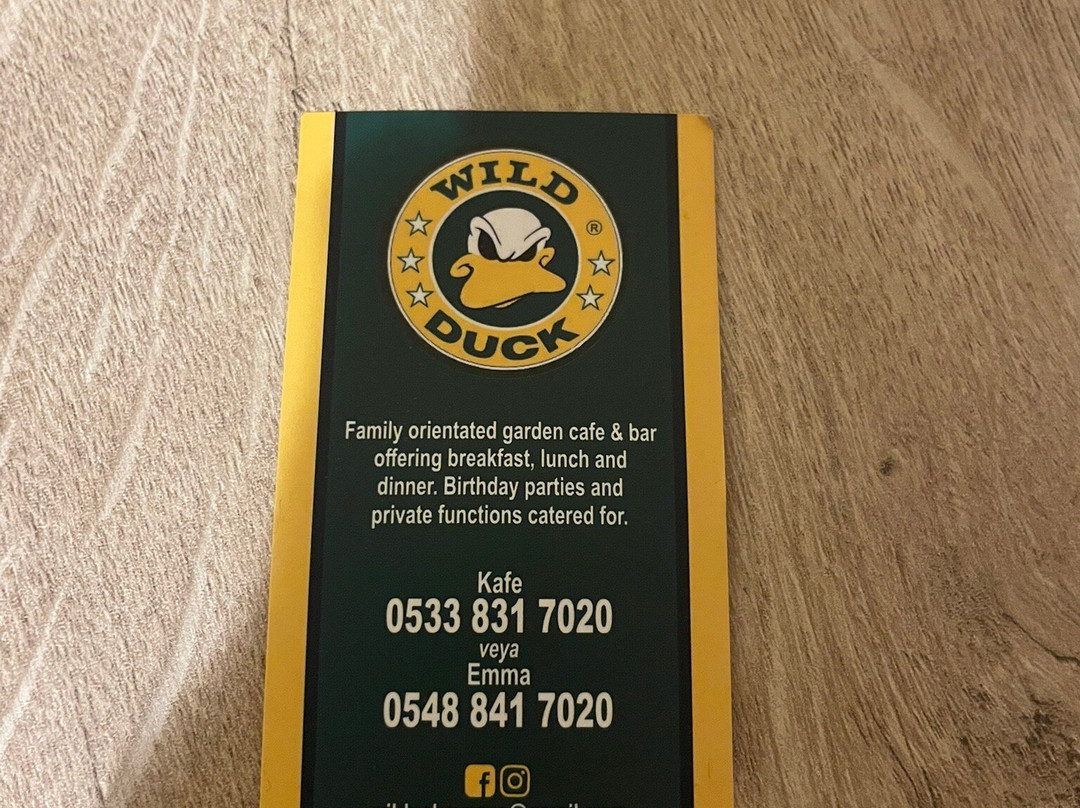 WILD
®
DUCK
Family orientated garden cafe & bar
offering breakfast, lunch and
dinner. Birthday parties and
private functions catered for.
Kafe
0533 831 7020
veya
Emma
0548 841 7020